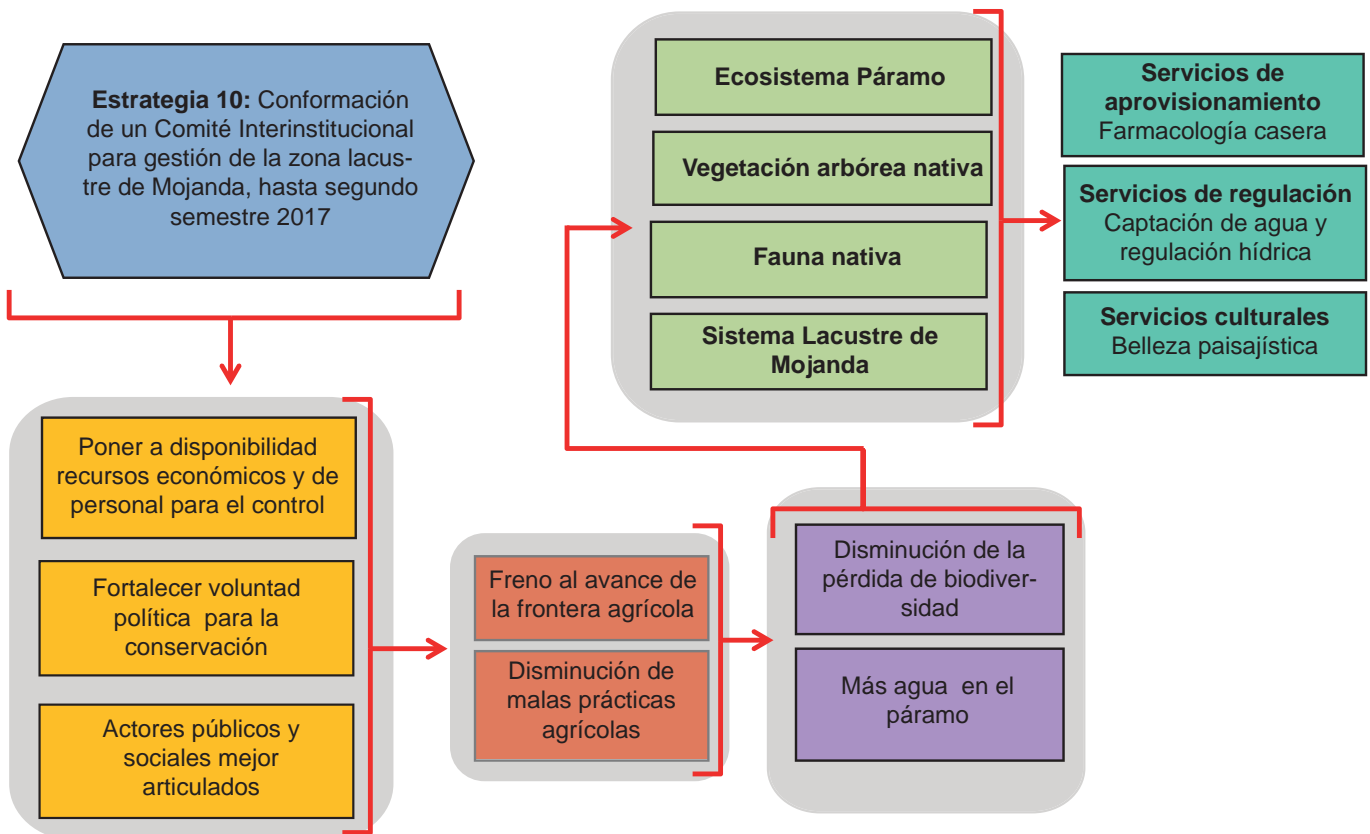 Estrategia 10: Conformación
de un Comité Interinstitucional
para gestión de la zona lacus-
tre de Mojanda, hasta segundo
semestre 2017
Poner a disponibilidad
recursos económicos y de
personal para el control
Fortalecer voluntad
política para la
conservación
Actores públicos y
sociales mejor
articulados
Freno al avance de
la frontera agrícola
Disminución de
malas prácticas
agrícolas
Disminución de la
pérdida de biodiver-
sidad
Más agua en el
páramo
Ecosistema Páramo
Vegetación arbórea nativa
Fauna nativa
Sistema Lacustre de
Mojanda
Servicios de
aprovisionamiento
Farmacología casera
Servicios de regulación
Captación de agua y
regulación hídrica
Servicios culturales
Belleza paisajística